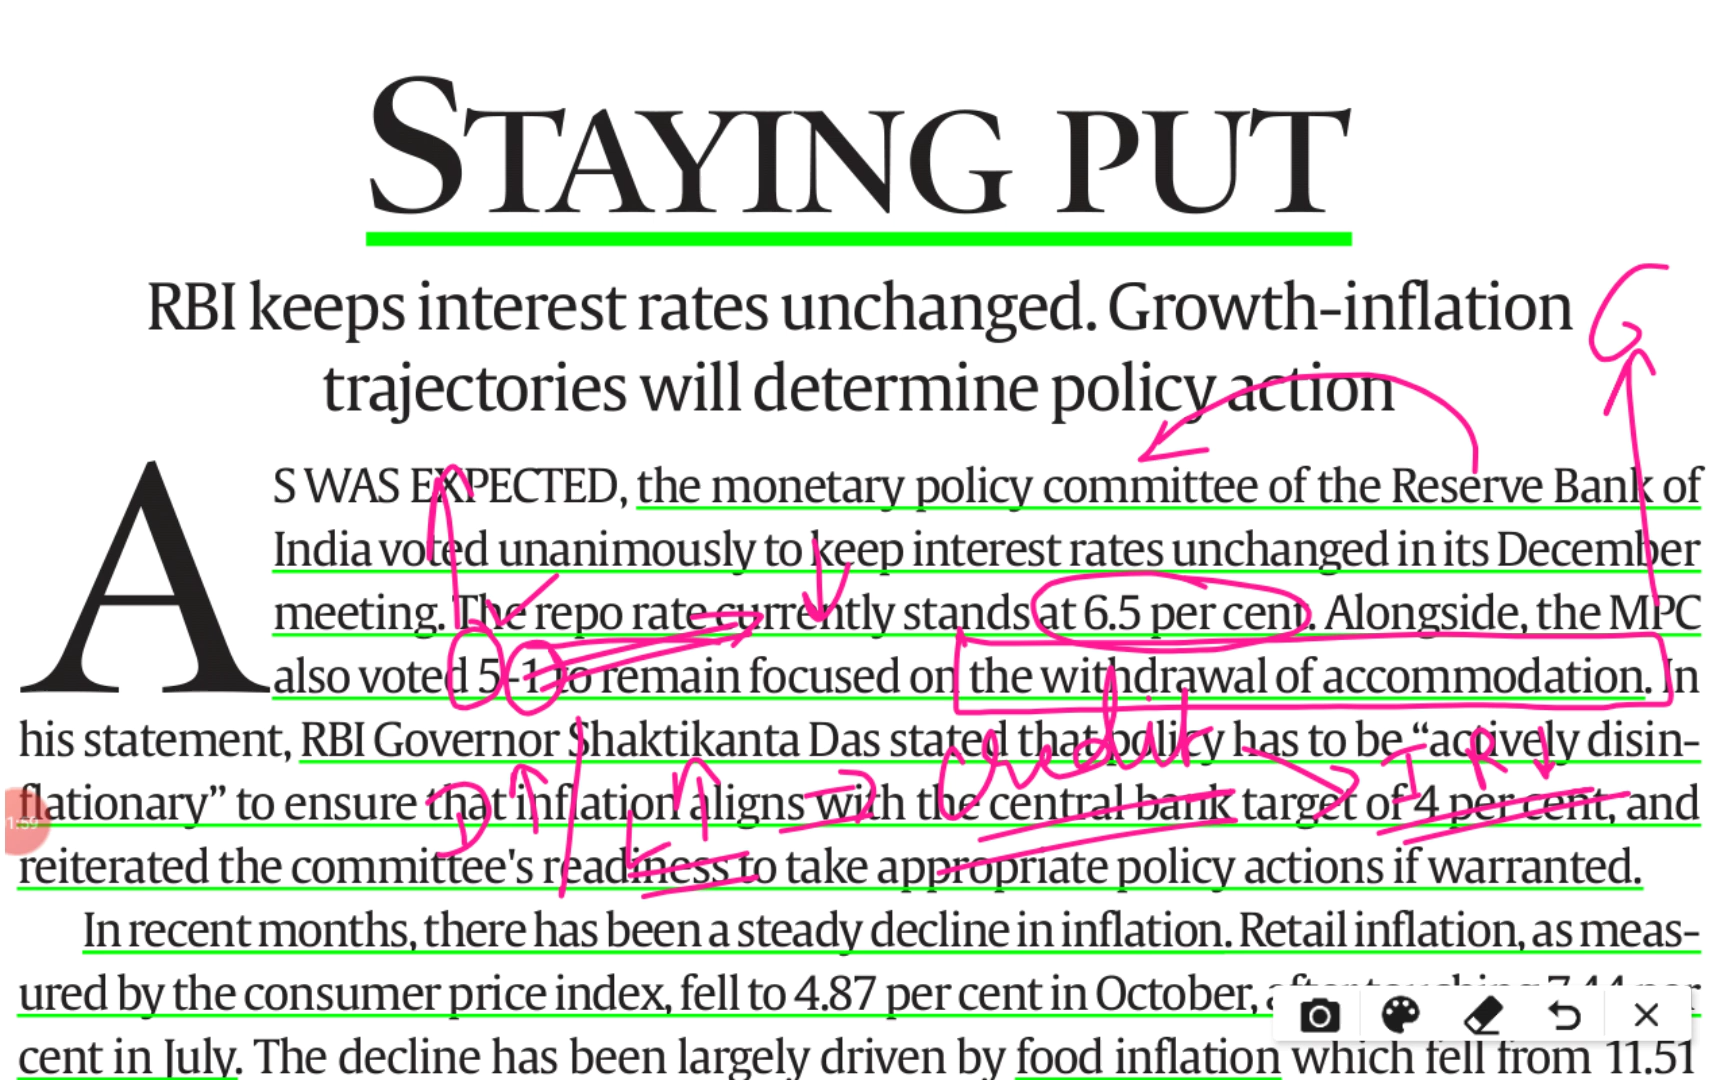 STAYING PUT
RBI keeps interest rates unchanged. Growth-inflation
trajectories will determine policy action
AS WAS EXPECTED, the monetary policy committee of the Reserve Bank of
India voted unanimously to keep interest rates unchanged in its December
meeting. The repo rate currently stands at 6.5 per cent. Alongside, the MPC
also voted 5-1 to remain focused on the withdrawal of accommodation. In
his statement, RBI Governor Shaktikanta Das stated that policy has to be “actively disin-
flationary” to ensure that inflation aligns with the central bank target of 4 per cent, and
reiterated the committee's readiness to take appropriate policy actions if warranted.
In recent months, there has been a steady decline in inflation. Retail inflation, as meas-
ured by the consumer price index, fell to 4.87 per cent in October, after touching 7.44 per
cent in July. The decline has been largely driven by food inflation which fell from 11.51
G
credit
D
I R
1:59